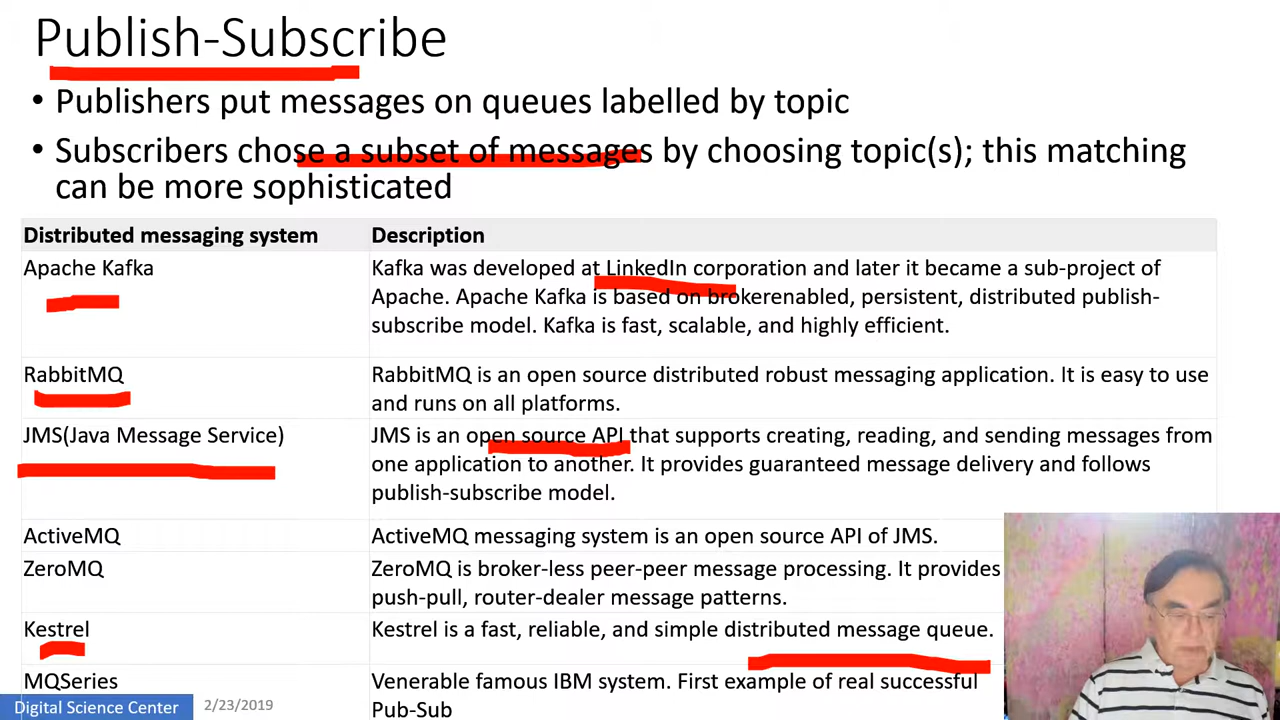 Publish-Subscribe
• Publishers put messages on queues labelled by topic
• Subscribers chose a subset of messages by choosing topic(s); this matching
can be more sophisticated
Distributed messaging system Description
Apache Kafka Kafka was developed at LinkedIn corporation and later it became a sub-project of
Apache. Apache Kafka is based on brokerenabled, persistent, distributed publish-
subscribe model. Kafka is fast, scalable, and highly efficient.
RabbitMQ RabbitMQ is an open source distributed robust messaging application. It is easy to use
and runs on all platforms.
JMS(Java Message Service) JMS is an open source API that supports creating, reading, and sending messages from
one application to another. It provides guaranteed message delivery and follows
publish-subscribe model.
ActiveMQ ActiveMQ messaging system is an open source API of JMS.
ZeroMQ ZeroMQ is broker-less peer-peer message processing. It provides
push-pull, router-dealer message patterns.
Kestrel Kestrel is a fast, reliable, and simple distributed message queue.
MQSeries Venerable famous IBM system. First example of real successful
Pub-Sub
Digital Science Center 2/23/2019